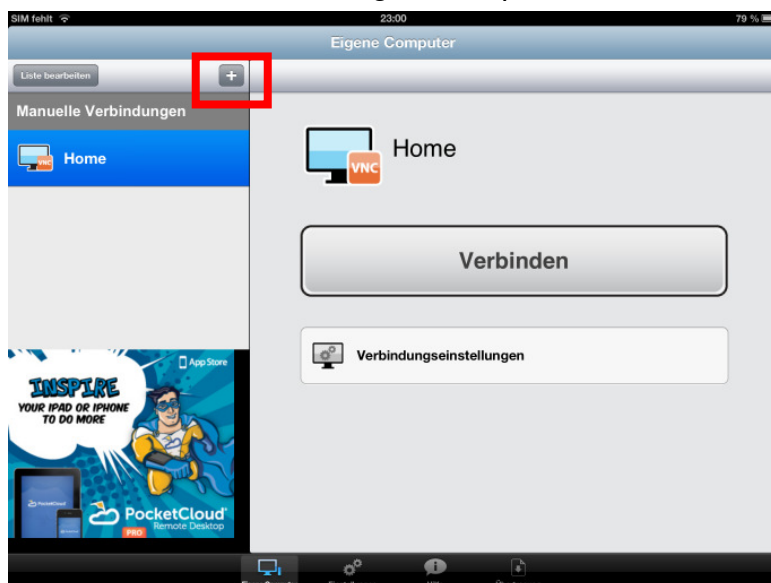 SIM fehlt 23:00 79 %
Eigene Computer
Liste bearbeiten +
Manuelle Verbindungen
Home
VNC
Home
VNC
Verbinden
Verbindungseinstellungen
App Store
INSPIRE
YOUR IPAD OR IPHONE
TO DO MORE
PocketCloud
PocketCloud
PRO Remote Desktop